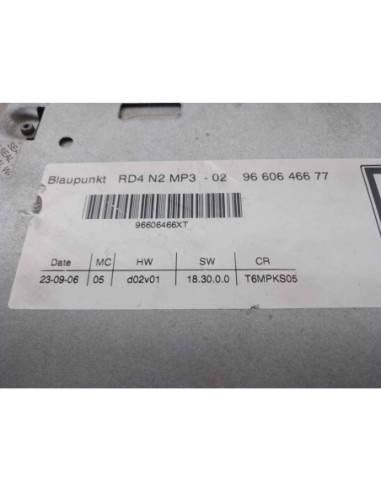 Blaupunkt RD4 N2 MP3 - 02 96 606 466 77
96606466XT
Date MC HW SW CR
23-09-06 05 d02v01 18.30.0.0 T6MPKS05